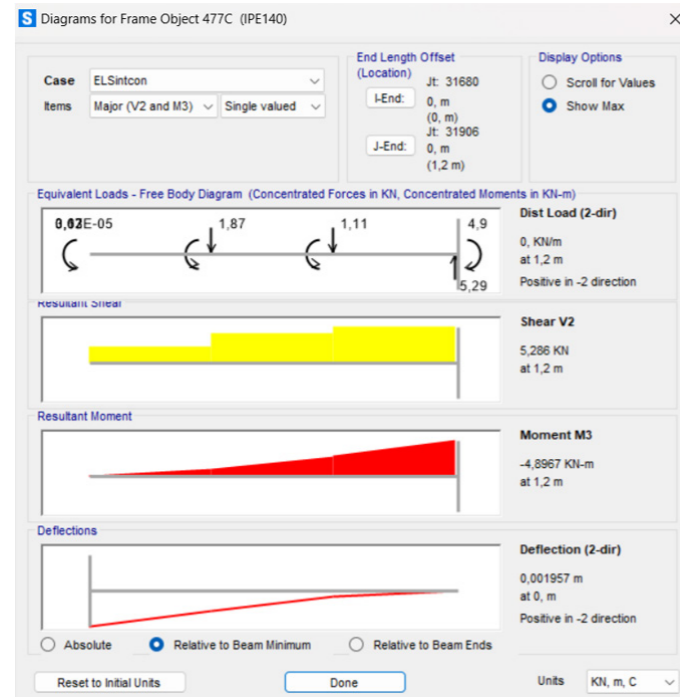 S Diagrams for Frame Object 477C (IPE140)
Case ELSintcon
Items Major (V2 and M3) Single valued
End Length Offset
(Location)
Jt: 31680
I-End: 0, m
(0, m)
Jt: 31906
J-End: 0, m
(1,2 m)
Display Options
Scroll for Values
Show Max
Equivalent Loads - Free Body Diagram (Concentrated Forces in KN, Concentrated Moments in KN-m)
1,87 1,11 4,9
5,29
Dist Load (2-dir)
0, KN/m
at 1,2 m
Positive in -2 direction
Resultant Shear
Shear V2
5,286 KN
at 1,2 m
Resultant Moment
Moment M3
-4,8967 KN-m
at 1,2 m
Deflections
Deflection (2-dir)
0,001957 m
at 0, m
Positive in -2 direction
Absolute Relative to Beam Minimum Relative to Beam Ends
Reset to Initial Units Done Units KN, m, C